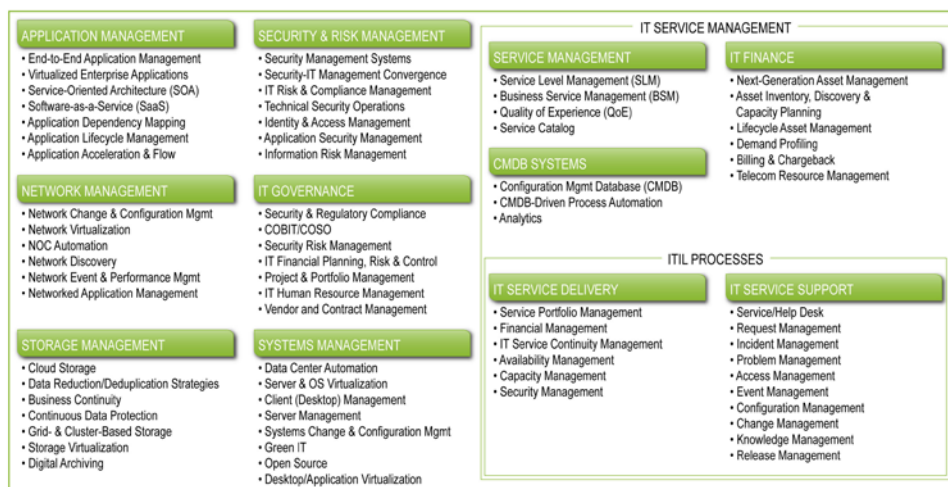 APPLICATION MANAGEMENT
• End-to-End Application Management
• Virtualized Enterprise Applications
• Service-Oriented Architecture (SOA)
• Software-as-a-Service (SaaS)
• Application Dependency Mapping
• Application Lifecycle Management
• Application Acceleration & Flow
SECURITY & RISK MANAGEMENT
• Security Management Systems
• Security-IT Management Convergence
• IT Risk & Compliance Management
• Technical Security Operations
• Identity & Access Management
• Application Security Management
• Information Risk Management
NETWORK MANAGEMENT
• Network Change & Configuration Mgmt
• Network Virtualization
• NOC Automation
• Network Discovery
• Network Event & Performance Mgmt
• Networked Application Management
IT GOVERNANCE
• Security & Regulatory Compliance
• COBIT/COSO
• Security Risk Management
• IT Financial Planning, Risk & Control
• Project & Portfolio Management
• IT Human Resource Management
• Vendor and Contract Management
STORAGE MANAGEMENT
• Cloud Storage
• Data Reduction/Deduplication Strategies
• Business Continuity
• Continuous Data Protection
• Grid- & Cluster-Based Storage
• Storage Virtualization
• Digital Archiving
SYSTEMS MANAGEMENT
• Data Center Automation
• Server & OS Virtualization
• Client (Desktop) Management
• Server Management
• Systems Change & Configuration Mgmt
• Green IT
• Open Source
• Desktop/Application Virtualization
IT SERVICE MANAGEMENT
SERVICE MANAGEMENT
• Service Level Management (SLM)
• Business Service Management (BSM)
• Quality of Experience (QoE)
• Service Catalog
IT FINANCE
• Next-Generation Asset Management
• Asset Inventory, Discovery &
Capacity Planning
• Lifecycle Asset Management
• Demand Profiling
• Billing & Chargeback
• Telecom Resource Management
CMDB SYSTEMS
• Configuration Mgmt Database (CMDB)
• CMDB-Driven Process Automation
• Analytics
ITIL PROCESSES
IT SERVICE DELIVERY
• Service Portfolio Management
• Financial Management
• IT Service Continuity Management
• Availability Management
• Capacity Management
• Security Management
IT SERVICE SUPPORT
• Service/Help Desk
• Request Management
• Incident Management
• Problem Management
• Access Management
• Event Management
• Configuration Management
• Change Management
• Knowledge Management
• Release Management